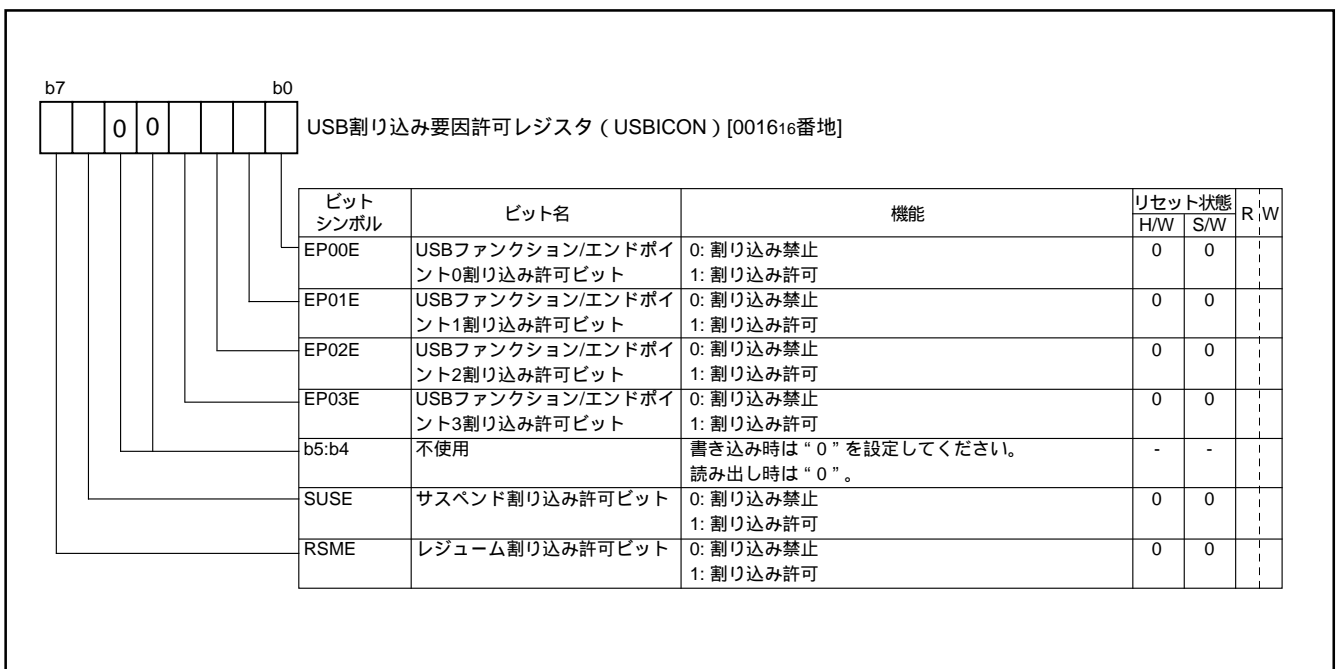 b7 b0
0 0
USB割り込み要因許可レジスタ（USBICON）[001616番地]
ビット
シンボル
ビット名
機能
リセット状態
H/W S/W
R W
EP00E USBファンクション/エンドポイ 0: 割り込み禁止 0 0
ント0割り込み許可ビット 1: 割り込み許可
EP01E USBファンクション/エンドポイ 0: 割り込み禁止 0 0
ント1割り込み許可ビット 1: 割り込み許可
EP02E USBファンクション/エンドポイ 0: 割り込み禁止 0 0
ント2割り込み許可ビット 1: 割り込み許可
EP03E USBファンクション/エンドポイ 0: 割り込み禁止 0 0
ント3割り込み許可ビット 1: 割り込み許可
b5:b4 不使用 書き込み時は“0”を設定してください。 - -
読み出し時は“0”。
SUSE サスペンド割り込み許可ビット 0: 割り込み禁止 0 0
1: 割り込み許可
RSME レジューム割り込み許可ビット 0: 割り込み禁止 0 0
1: 割り込み許可